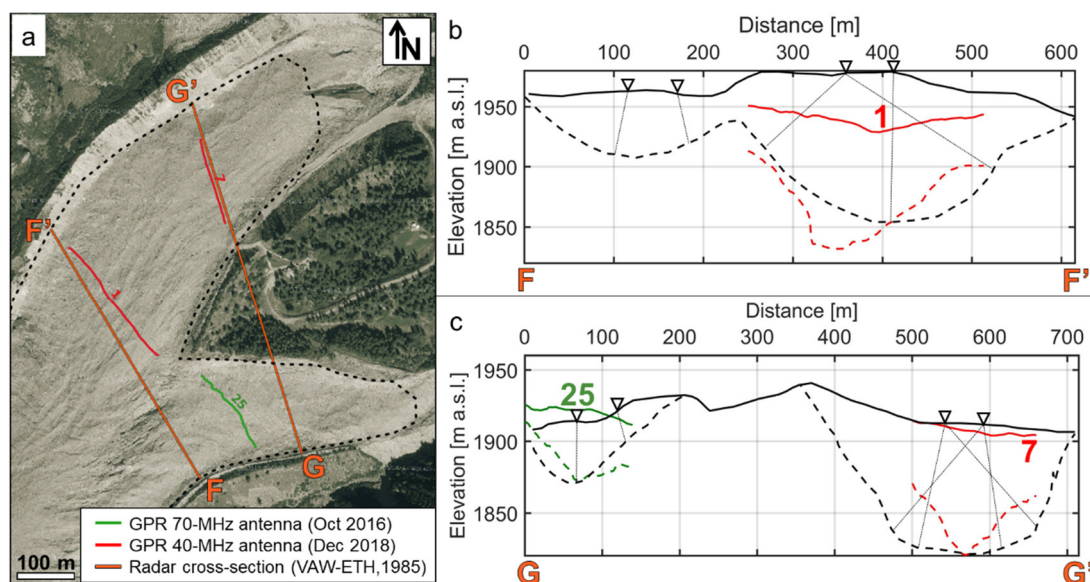 a
N
G'
7
F'
1
25
F
G
GPR 70-MHz antenna (Oct 2016)
GPR 40-MHz antenna (Dec 2018)
Radar cross-section (VAW-ETH,1985)
100 m
b
Distance [m]
0 100 200 300 400 500 600
Elevation [m a.s.l.]
1950
1900
1850
1
F F'
c
Distance [m]
0 100 200 300 400 500 600 700
Elevation [m a.s.l.]
1950
1900
1850
25
7
G G'